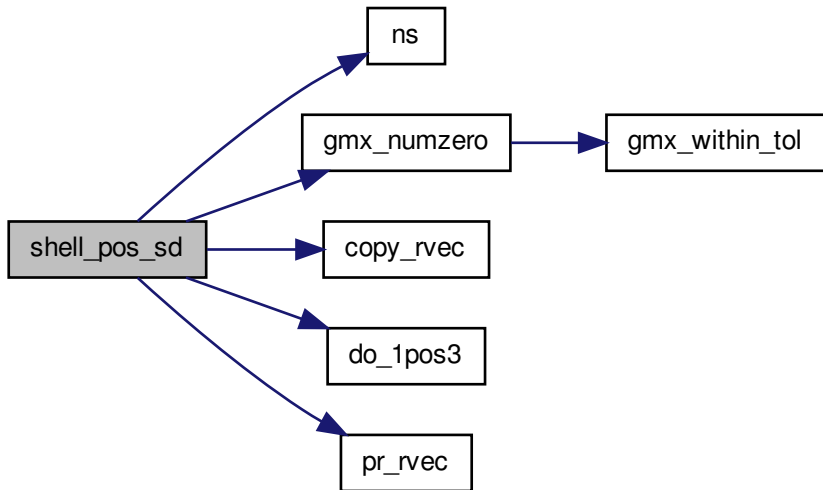 ns
gmx_numzero
gmx_within_tol
shell_pos_sd
copy_rvec
do_1pos3
pr_rvec